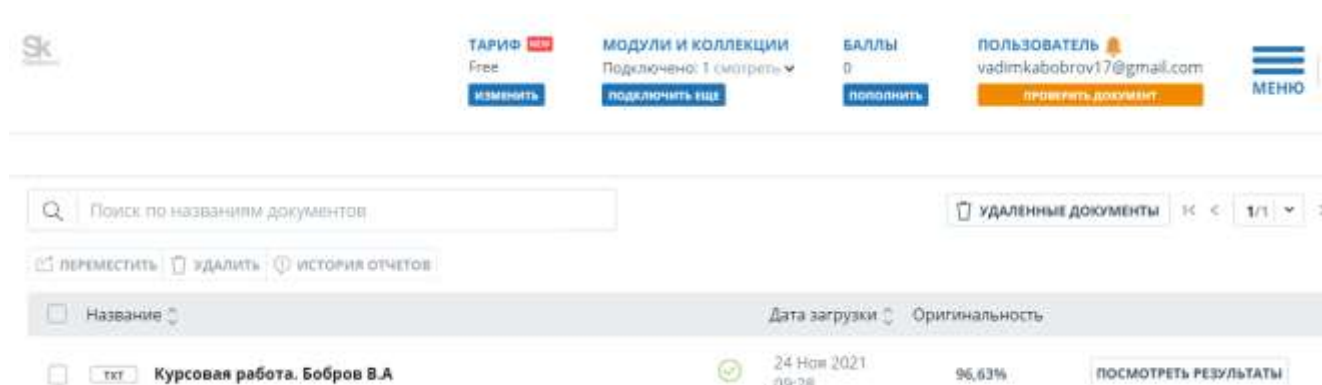 Sk
ТАРИФ NEW
Free
ИЗМЕНИТЬ
МОДУЛИ И КОЛЛЕКЦИИ
Подключено: 1 смотреть
ПОДКЛЮЧИТЬ ЕЩЕ
БАЛЛЫ
0
ПОПОЛНИТЬ
ПОЛЬЗОВАТЕЛЬ
vadimkabobrov17@gmail.com
ПРОВЕРИТЬ ДОКУМЕНТ
МЕНЮ
Поиск по названиям документов
УДАЛЕННЫЕ ДОКУМЕНТЫ 1/1
ПЕРЕМЕСТИТЬ УДАЛИТЬ ИСТОРИЯ ОТЧЕТОВ
Название Дата загрузки Оригинальность
TXT Курсовая работа. Бобров В.А 24 Ноя 2021 96,63% ПОСМОТРЕТЬ РЕЗУЛЬТАТЫ
09:28